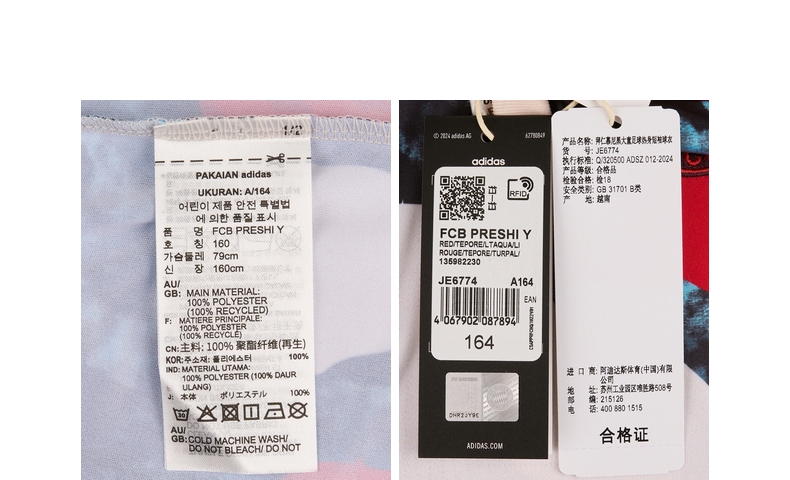 PAKAIAN adidas
UKURAN: A/164
어린이 제품 안전 특별법
에 의한 품질 표시
품 명 FCB PRESHI Y
호 칭 160
가슴둘레 79cm
신 장 160cm
AU/
GB: MAIN MATERIAL:
100% POLYESTER
(100% RECYCLED)
F: MATIERE PRINCIPALE:
100% POLYESTER
(100% RECYCLÉ)
CN: 主料: 100% 聚酯纤维(再生)
KOR: 주소재: 폴리에스터 100%
IND: MATERIAL UTAMA:
100% POLYESTER (100% DAUR
ULANG)
J: 本体 ポリエステル 100%
30
AU/
GB: COLD MACHINE WASH/
DO NOT BLEACH/ DO NOT
© 2024 adidas AG 62780849
adidas
RFID
FCB PRESHI Y
RED/TEPORE/LTAQUA/LI
ROUGE/TEPORE/TURPAL/
135982230
JE6774 A164
EAN
4 067902 087894
164
ADIDAS.COM
产品名称: 拜仁慕尼黑大童足球热身短袖球衣
货 号: JE6774
执行标准: Q/320500 ADSZ 012-2024
产品等级: 合格品
检验合格: 检18
安全类别: GB 31701 B类
产 地: 越南
进 口 商: 阿迪达斯体育(中国)有限
公司
地 址: 苏州工业园区唯胜路508号
邮 编: 215126
电 话: 400 880 1515
合格证